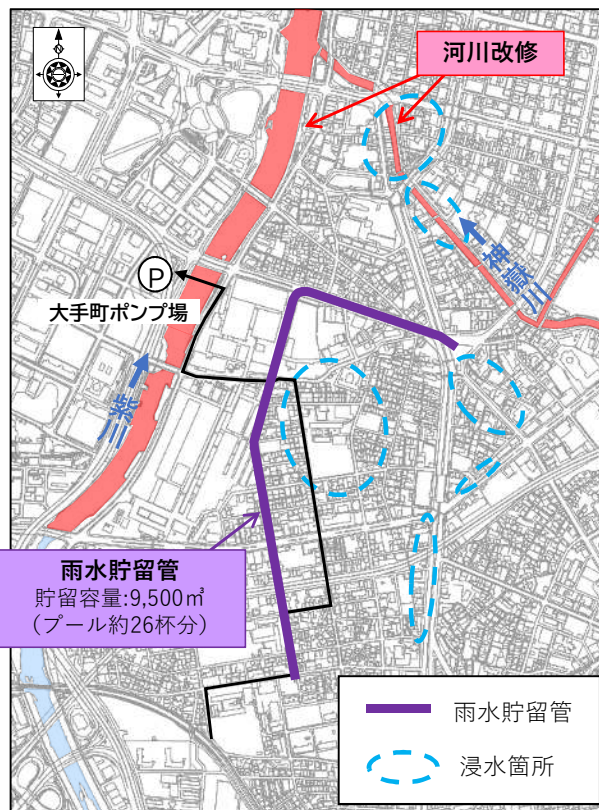 N
河川改修
神嶽川
P
大手町ポンプ場
紫川
雨水貯留管
貯留容量:9,500㎥
(プール約26杯分)
雨水貯留管
浸水箇所